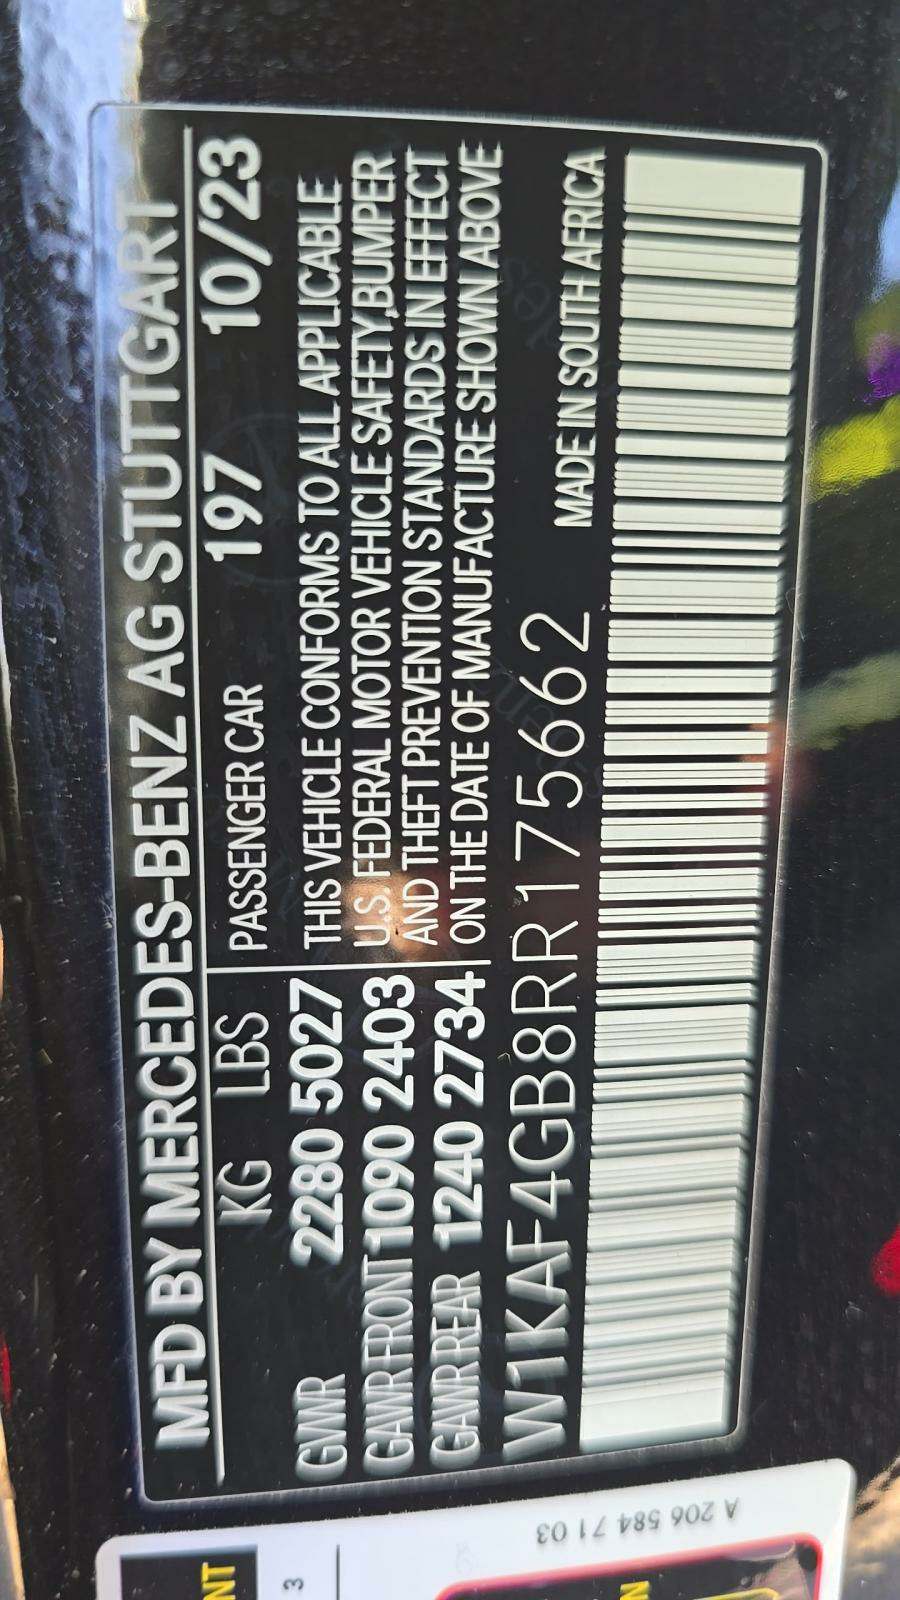 MFD BY MERCEDES-BENZ AG STUTTGART
KG LBS PASSENGER CAR 197 10/23
GVWR 2280 5027 THIS VEHICLE CONFORMS TO ALL APPLICABLE
GAWR FRONT 1090 2403 U.S. FEDERAL MOTOR VEHICLE SAFETY,BUMPER
GAWR REAR 1240 2734 AND THEFT PREVENTION STANDARDS IN EFFECT
ON THE DATE OF MANUFACTURE SHOWN ABOVE
W1KAF4GB8RR175662 MADE IN SOUTH AFRICA
A 206 584 71 03
3